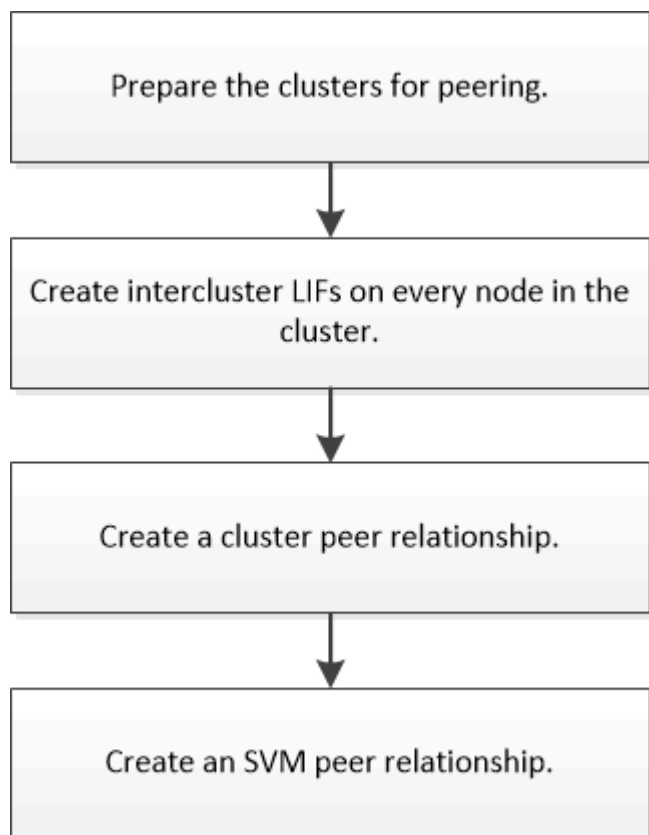 Prepare the clusters for peering.
Create intercluster LIFs on every node in the
cluster.
Create a cluster peer relationship.
Create an SVM peer relationship.